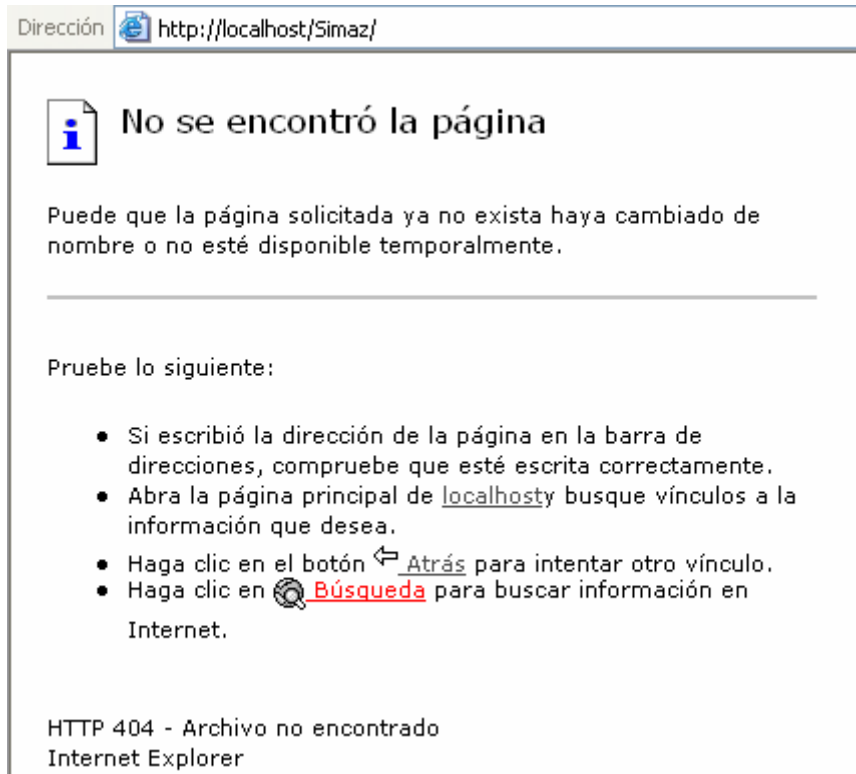 Dirección http://localhost/Simaz/
No se encontró la página
Puede que la página solicitada ya no exista haya cambiado de
nombre o no esté disponible temporalmente.
Pruebe lo siguiente:
● Si escribió la dirección de la página en la barra de
direcciones, compruebe que esté escrita correctamente.
● Abra la página principal de localhosty busque vínculos a la
información que desea.
● Haga clic en el botón Atrás para intentar otro vínculo.
● Haga clic en Búsqueda para buscar información en
Internet.
HTTP 404 - Archivo no encontrado
Internet Explorer